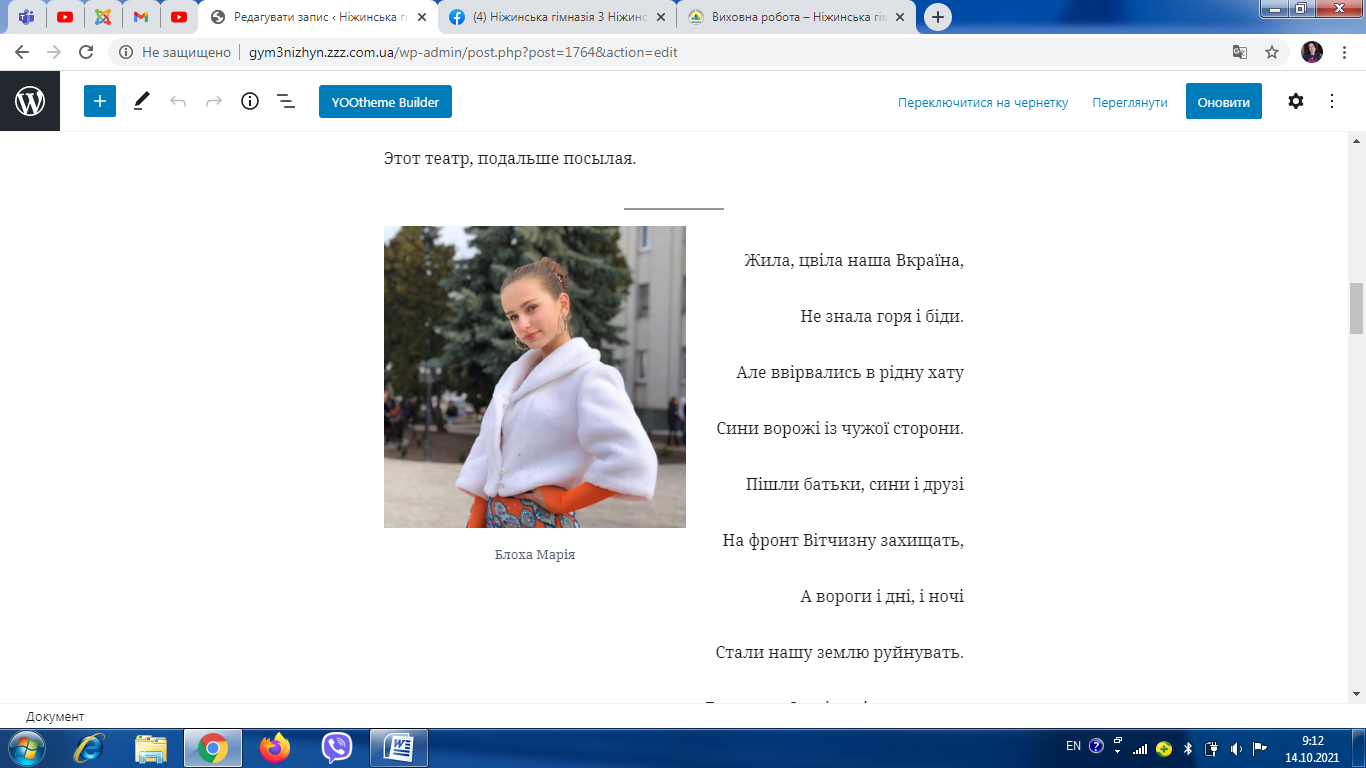 Редагувати запис ‹ Ніжинська гі
(4) Ніжинська гімназія 3 Ніжинс
Виховна робота – Ніжинська гім
Не защищено
gym3nizhyn.zzz.com.ua/wp-admin/post.php?post=1764&action=edit
YOOtheme Builder
Переключитися на чернетку
Переглянути
Оновити
Этот театр, подальше посылая.
Жила, цвіла наша Вкраїна,
Не знала горя і біди.
Але ввірвались в рідну хату
Сини ворожі із чужої сторони.
Пішли батьки, сини і друзі
На фронт Вітчизну захищать,
А вороги і дні, і ночі
Стали нашу землю руйнувать.
Блоха Марія
Документ
EN
9:12
14.10.2021